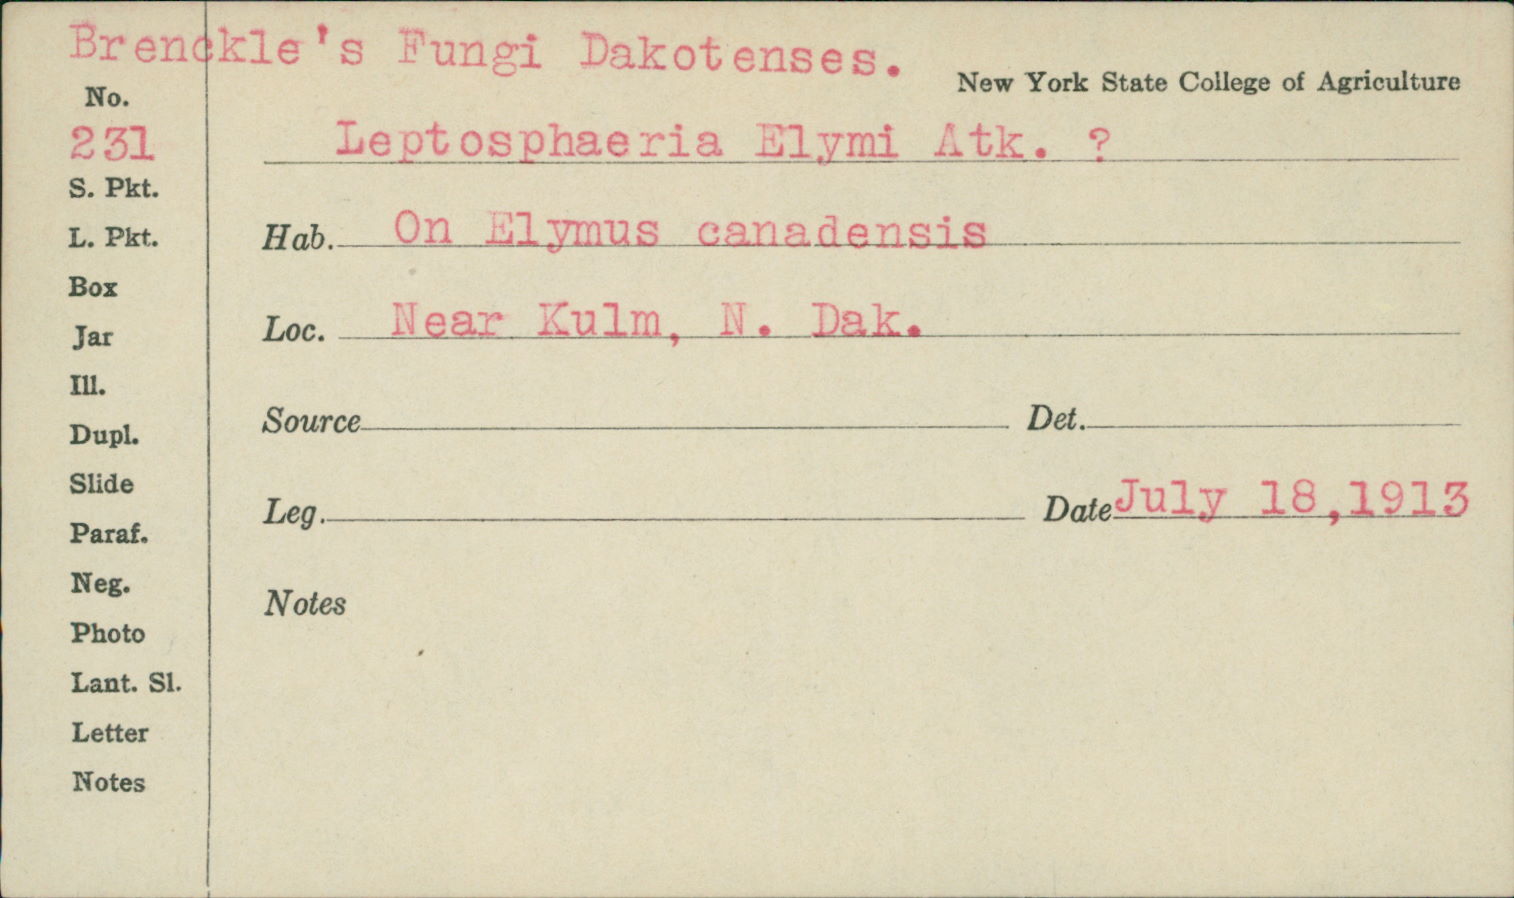 Brenckle's Fungi Dakotenses.
New York State College of Agriculture
No.
231
Leptosphaeria Elymi Atk. ?
S. Pkt.
L. Pkt.
Hab. On Elymus canadensis
Box
Loc. Near Kulm, N. Dak.
Jar
Ill.
Source Det.
Dupl.
Slide
Leg. Date July 18,1913
Paraf.
Neg.
Notes
Photo
Lant. Sl.
Letter
Notes